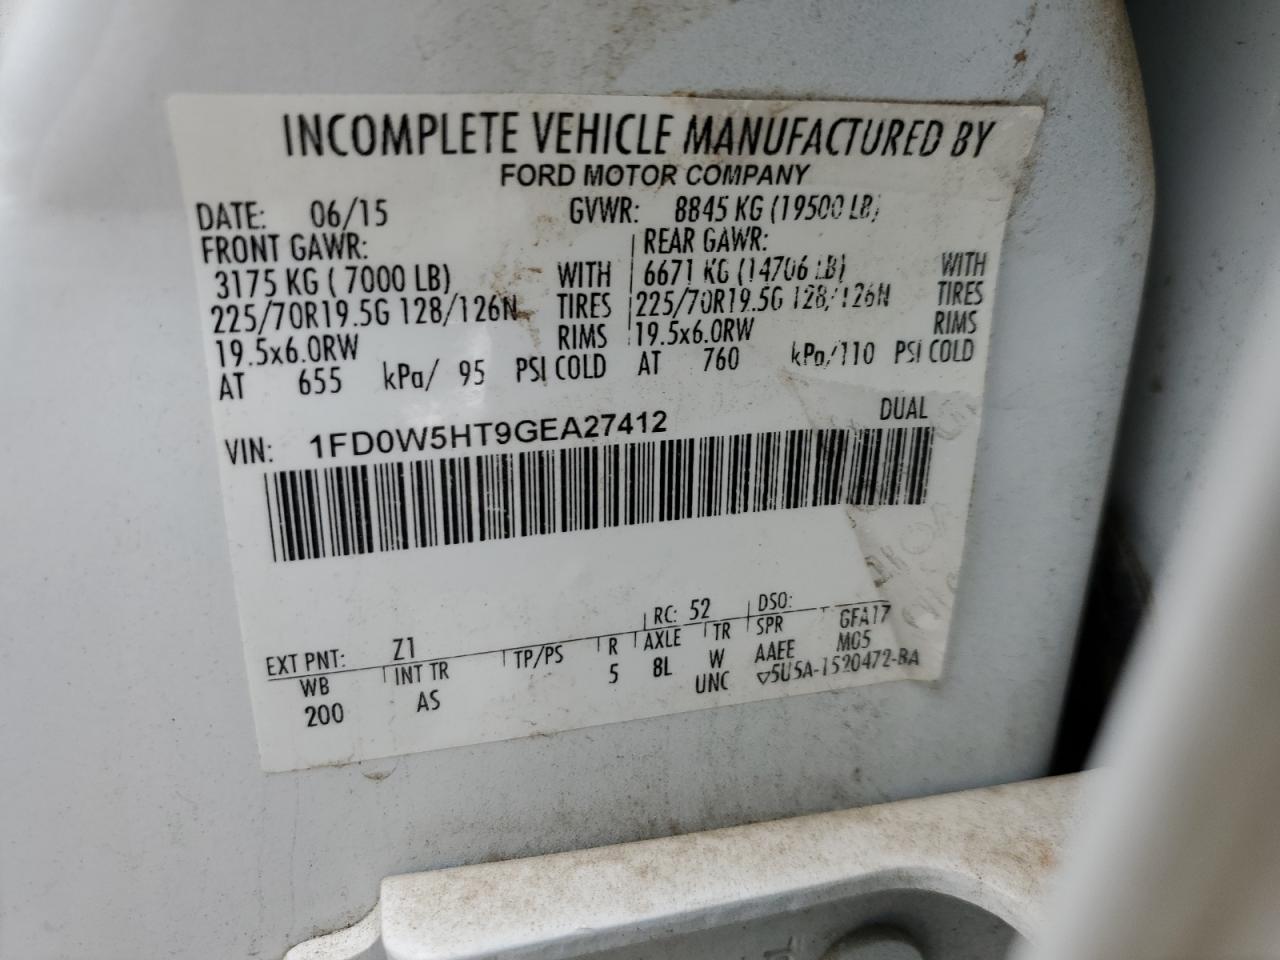 INCOMPLETE VEHICLE MANUFACTURED BY
FORD MOTOR COMPANY
DATE: 06/15 GVWR: 8845 KG (19500 LB)
FRONT GAWR: REAR GAWR:
3175 KG ( 7000 LB) WITH 6671 KG (14706 LB) WITH
225/70R19.5G 128/126N TIRES 225/70R19.5G 128/126N TIRES
19.5x6.0RW RIMS 19.5x6.0RW RIMS
AT 655 kPa/ 95 PSI COLD AT 760 kPa/110 PSI COLD
DUAL
VIN: 1FD0W5HT9GEA27412
EXT PNT: Z1 RC: 52 DSO:
WB INT TR TP/PS R AXLE TR SPR GFA17
200 AS 5 8L W AAEE M05
UNC ▽5U5A-1520472-BA